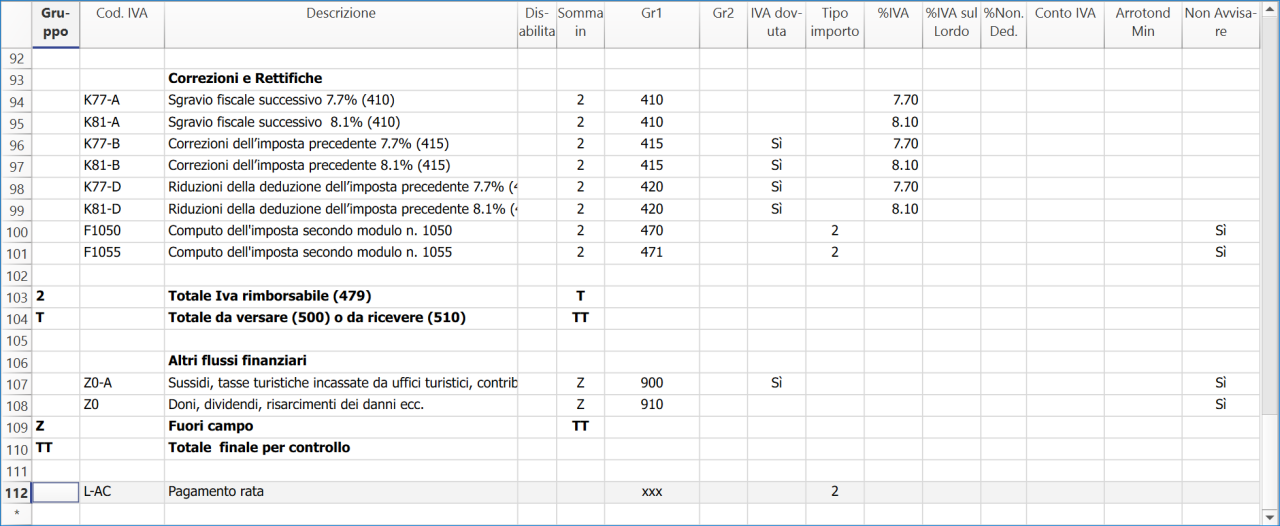 Gru-ppo Cod. IVA Descrizione Dis-abilita Somma in Gr1 Gr2 IVA dov-uta Tipo importo %IVA %IVA sul Lordo %Non. Ded. Conto IVA Arrotond Min Non Avvisa-re
92
93 Correzioni e Rettifiche
94 K77-A Sgravio fiscale successivo 7.7% (410) 2 410 7.70
95 K81-A Sgravio fiscale successivo  8.1% (410) 2 410 8.10
96 K77-B Correzioni dell’imposta precedente 7.7% (415) 2 415 Sì 7.70
97 K81-B Correzioni dell’imposta precedente 8.1% (415) 2 415 Sì 8.10
98 K77-D Riduzioni della deduzione dell’imposta precedente 7.7% (4 2 420 Sì 7.70
99 K81-D Riduzioni della deduzione dell’imposta precedente 8.1% (4 2 420 Sì 8.10
100 F1050 Computo dell'imposta secondo modulo n. 1050 2 470 2 Sì
101 F1055 Computo dell'imposta secondo modulo n. 1055 2 471 2 Sì
102
103 2 Totale Iva rimborsabile (479) T
104 T Totale da versare (500) o da ricevere (510) TT
105
106 Altri flussi finanziari
107 Z0-A Sussidi, tasse turistiche incassate da uffici turistici, contrib Z 900 Sì Sì
108 Z0 Doni, dividendi, risarcimenti dei danni ecc. Z 910 Sì
109 Z Fuori campo TT
110 TT Totale  finale per controllo
111
112 L-AC Pagamento rata xxx 2
*